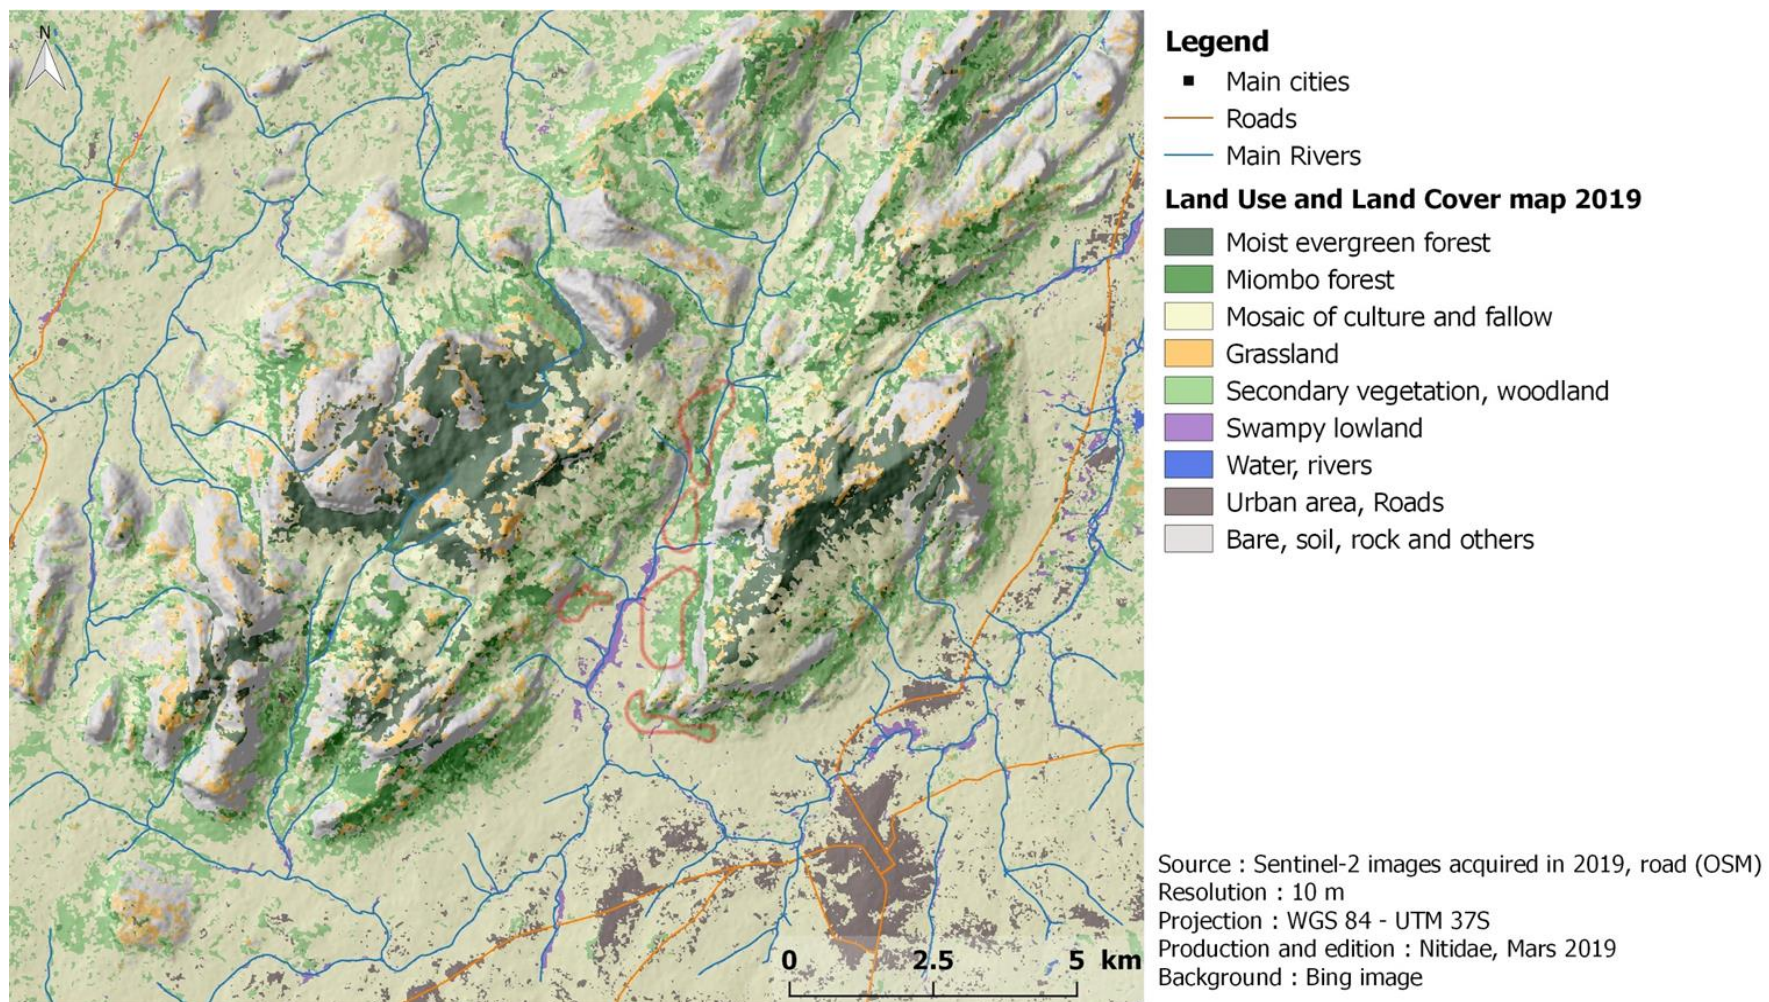 N
Legend
Main cities
Roads
Main Rivers
Land Use and Land Cover map 2019
Moist evergreen forest
Miombo forest
Mosaic of culture and fallow
Grassland
Secondary vegetation, woodland
Swampy lowland
Water, rivers
Urban area, Roads
Bare, soil, rock and others
Source : Sentinel-2 images acquired in 2019, road (OSM)
Resolution : 10 m
Projection : WGS 84 - UTM 37S
Production and edition : Nitidae, Mars 2019
Background : Bing image
0 2.5 5 km